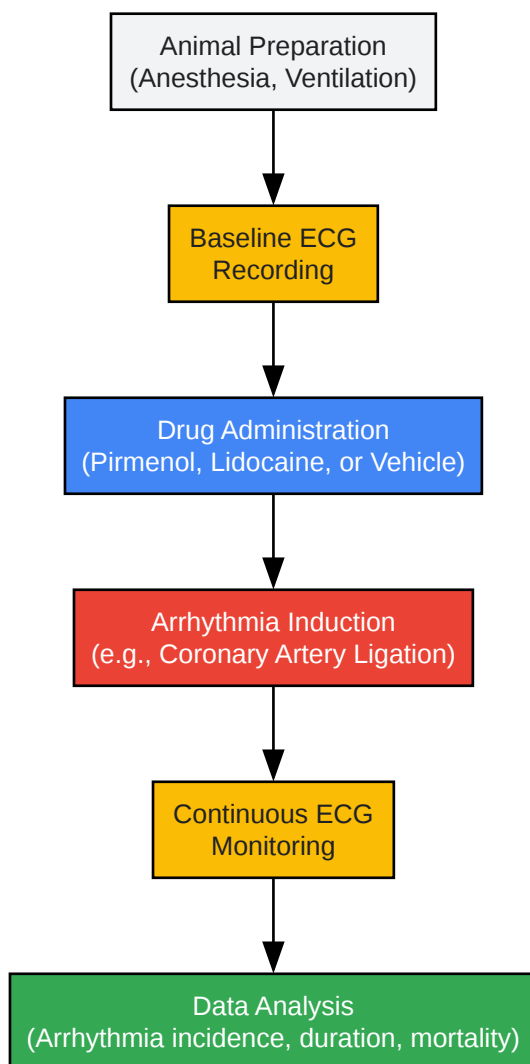 Animal Preparation
(Anesthesia, Ventilation)
Baseline ECG
Recording
Drug Administration
(Pirmenol, Lidocaine, or Vehicle)
Arrhythmia Induction
(e.g., Coronary Artery Ligation)
Continuous ECG
Monitoring
Data Analysis
(Arrhythmia incidence, duration, mortality)